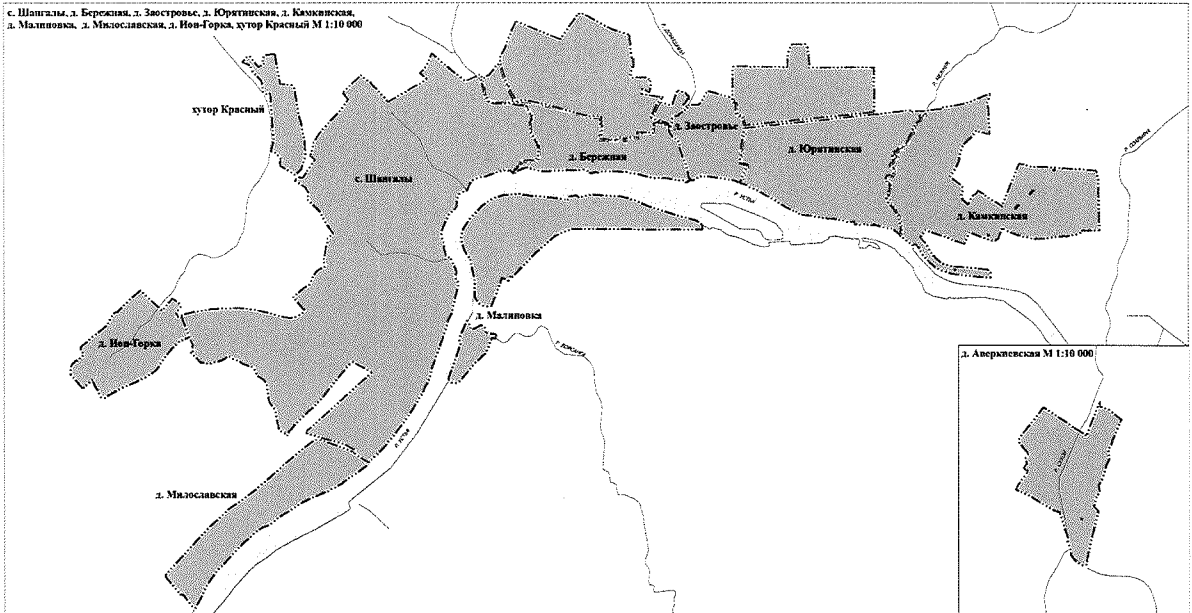 с. Шангалы, д. Бережная, д. Заостровье, д. Юрятинская, д. Камкинская,
д. Малиновка, д. Милославская, д. Иов-Горка, хутор Красный М 1:10 000
хутор Красный
д. Заостровье
д. Бережная
д. Юрятинская
с. Шангалы
р. УСТЬЯ
д. Камкинская
д. Малиновка
д. Иов-Горка
д. Аверкиевская М 1:10 000
р. УСТЬЯ
д. Милославская